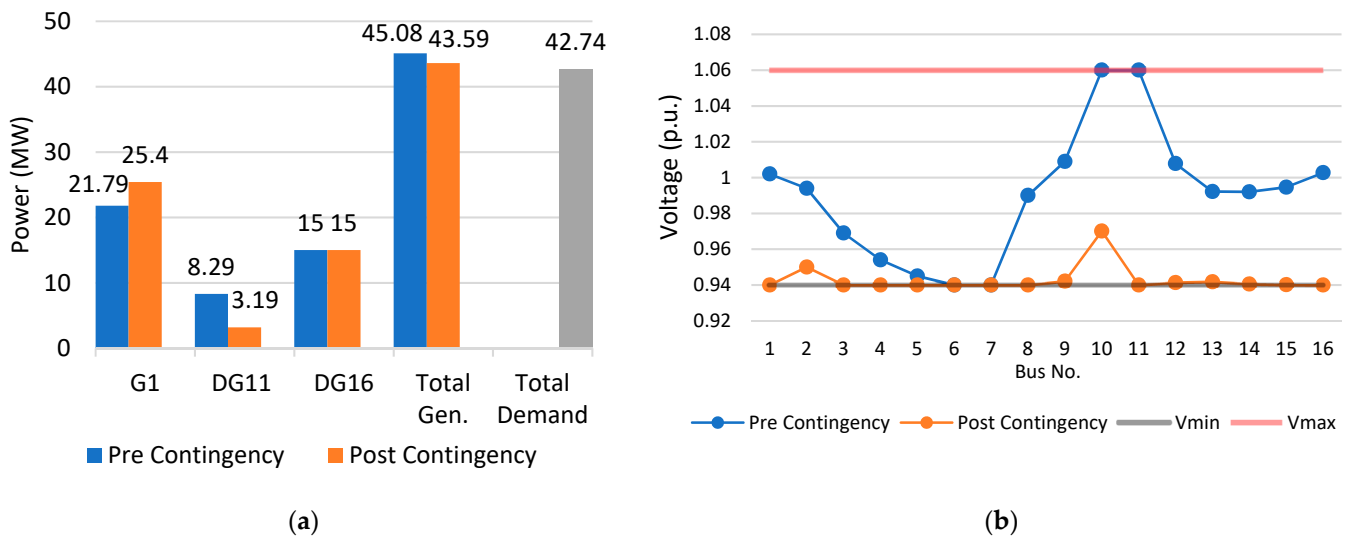 50
40
30
20
10
0
Power (MW)
21.79
25.4
8.29
3.19
15 15
45.08
43.59
42.74
G1 DG11 DG16 Total Gen. Total Demand
Pre Contingency Post Contingency
(a)
1.08
1.06
1.04
1.02
1
0.98
0.96
0.94
0.92
Voltage (p.u.)
1 2 3 4 5 6 7 8 9 10 11 12 13 14 15 16
Bus No.
Pre Contingency Post Contingency Vmin Vmax
(b)